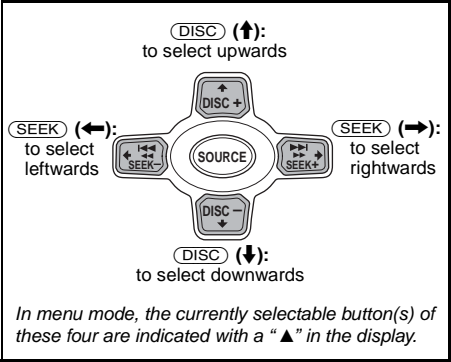 DISC (↑):
to select upwards
DISC +
SEEK (←):
to select
leftwards
SEEK−
SOURCE
SEEK+
SEEK (→):
to select
rightwards
DISC −
DISC (↓):
to select downwards
In menu mode, the currently selectable button(s) of
these four are indicated with a “ ▲” in the display.